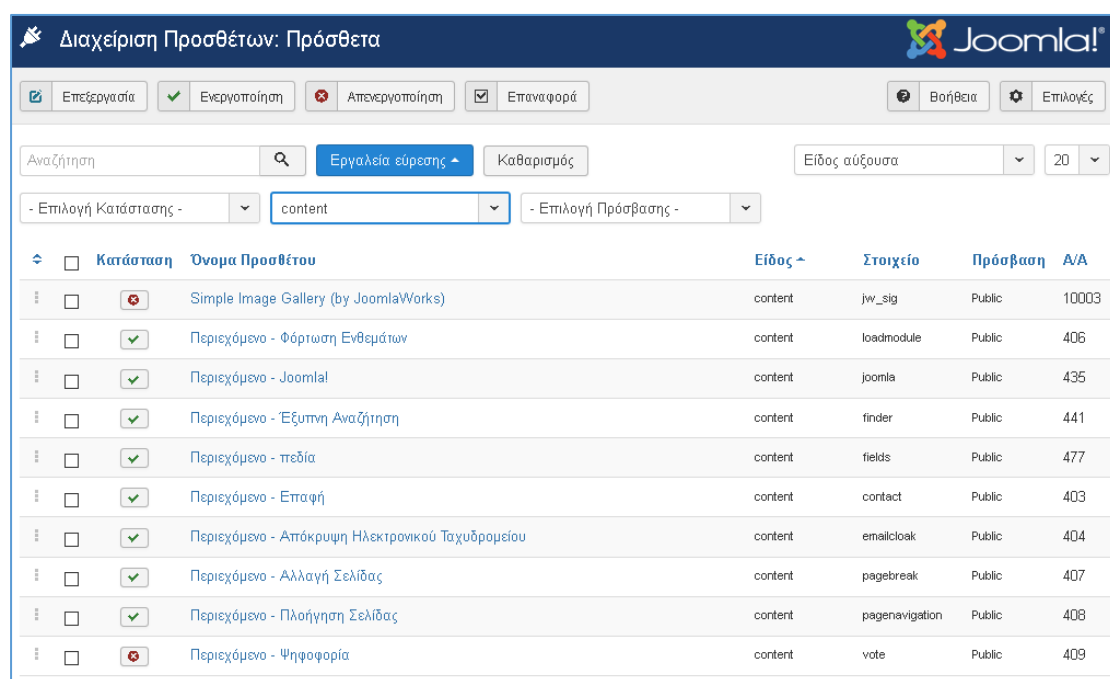 Διαχείριση Προσθέτων: Πρόσθετα Joomla!®
Επεξεργασία Ενεργοποίηση Απενεργοποίηση Επαναφορά Βοήθεια Επιλογές
Αναζήτηση Εργαλεία εύρεσης Καθαρισμός Είδος αύξουσα 20
- Επιλογή Κατάστασης - content - Επιλογή Πρόσβασης -
Κατάσταση Όνομα Προσθέτου Είδος Στοιχείο Πρόσβαση Α/Α
Simple Image Gallery (by JoomlaWorks) content jw_sig Public 10003
Περιεχόμενο - Φόρτωση Ενθεμάτων content loadmodule Public 406
Περιεχόμενο - Joomla! content joomla Public 435
Περιεχόμενο - Έξυπνη Αναζήτηση content finder Public 441
Περιεχόμενο - πεδία content fields Public 477
Περιεχόμενο - Επαφή content contact Public 403
Περιεχόμενο - Απόκρυψη Ηλεκτρονικού Ταχυδρομείου content emailcloak Public 404
Περιεχόμενο - Αλλαγή Σελίδας content pagebreak Public 407
Περιεχόμενο - Πλοήγηση Σελίδας content pagenavigation Public 408
Περιεχόμενο - Ψηφοφορία content vote Public 409